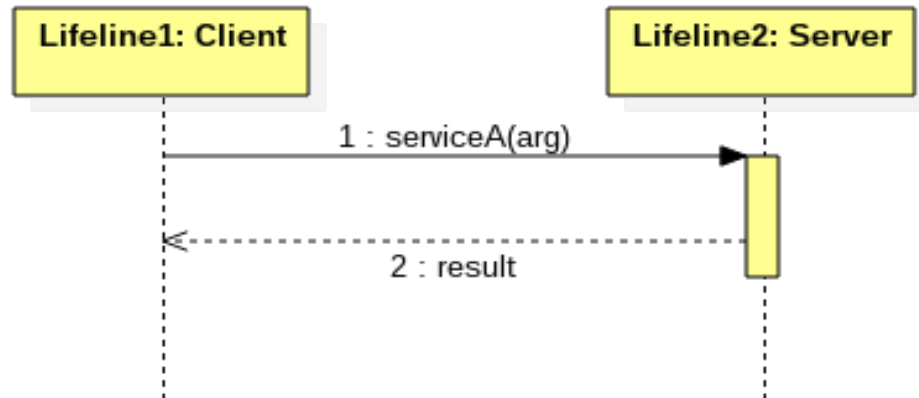 Lifeline1: Client
Lifeline2: Server
1 : serviceA(arg)
2 : result